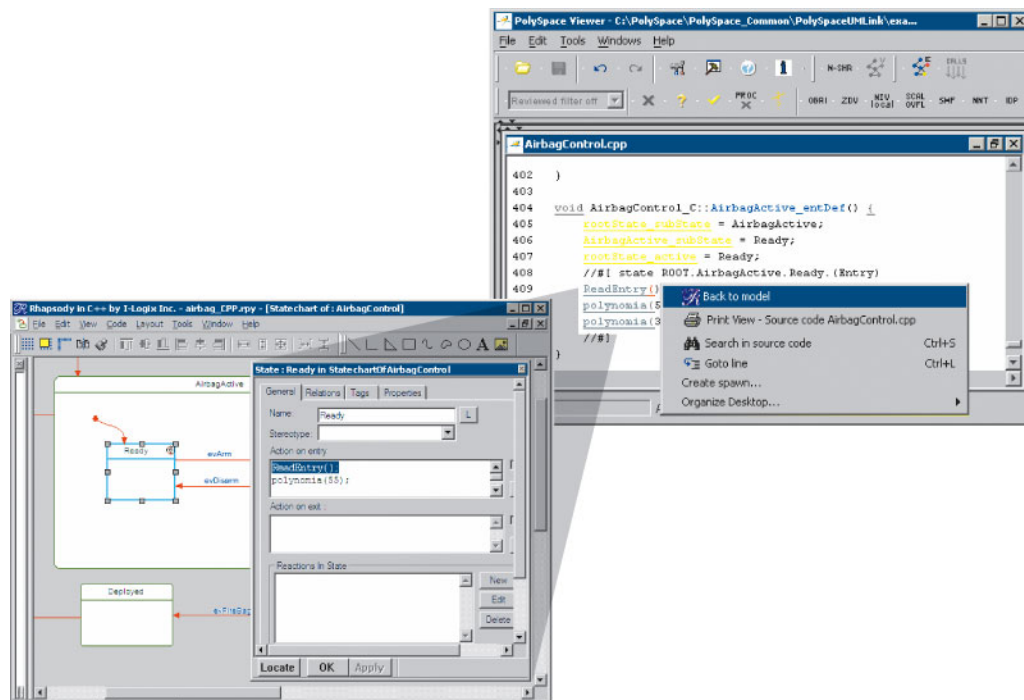 PolySpace Viewer - C:\PolySpace\PolySpace_Common\PolySpaceUMLink\exa...
File Edit Tools Windows Help
N-SHR
CALLS
Reviewed filter off
PROC
OBAI ZDV NIV local SCAL OVFL SHF NNT IDP
AirbagControl.cpp
402 }
403
404 void AirbagControl_C::AirbagActive_entDef() {
405 rootState_subState = AirbagActive;
406 AirbagActive_subState = Ready;
407 rootState_active = Ready;
408 //#[ state ROOT.AirbagActive.Ready.(Entry)
409 ReadEntry()
polynomia(5
polynomia(3
//#]
}
Back to model
Print View - Source code AirbagControl.cpp
Search in source code Ctrl+S
Goto line Ctrl+L
Create spawn...
Organize Desktop...
Rhapsody in C++ by I-Logix Inc. - airbag_CPP.rpy - [Statechart of : AirbagControl]
File Edit View Code Layout Tools Window Help
AirbagActive
Ready
evArm
evDisarm
Deployed
State : Ready in StatechartOfAirbagControl
General Relations Tags Properties
Name: Ready L
Stereotype:
Action on entry
ReadEntry();
polynomia(55);
Action on exit :
Reactions In State
New
Edit
Delete
Locate OK Apply